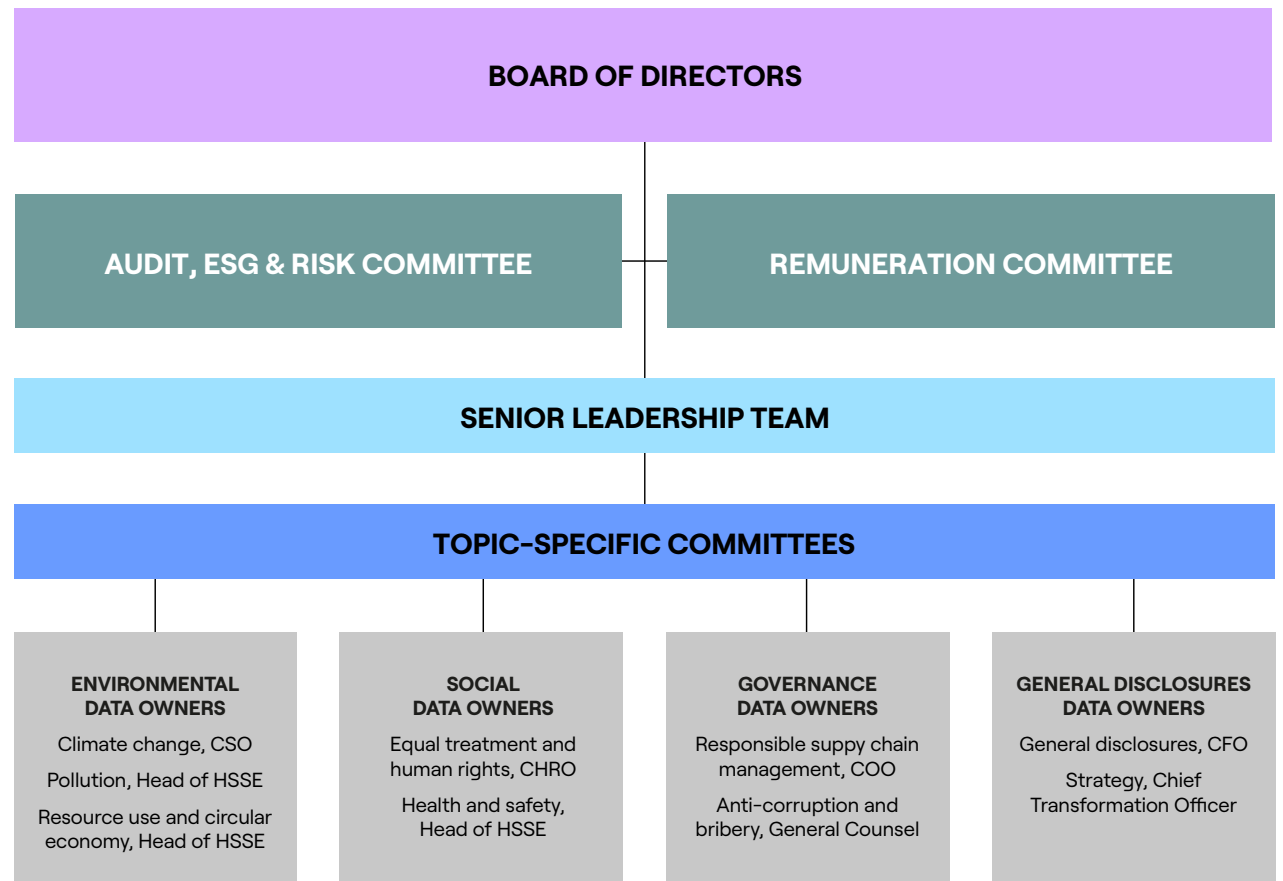 BOARD OF DIRECTORS
AUDIT, ESG & RISK COMMITTEE
REMUNERATION COMMITTEE
SENIOR LEADERSHIP TEAM
TOPIC-SPECIFIC COMMITTEES
ENVIRONMENTAL
DATA OWNERS
Climate change, CSO
Pollution, Head of HSSE
Resource use and circular
economy, Head of HSSE
SOCIAL
DATA OWNERS
Equal treatment and
human rights, CHRO
Health and safety,
Head of HSSE
GOVERNANCE
DATA OWNERS
Responsible suppy chain
management, COO
Anti-corruption and
bribery, General Counsel
GENERAL DISCLOSURES
DATA OWNERS
General disclosures, CFO
Strategy, Chief
Transformation Officer